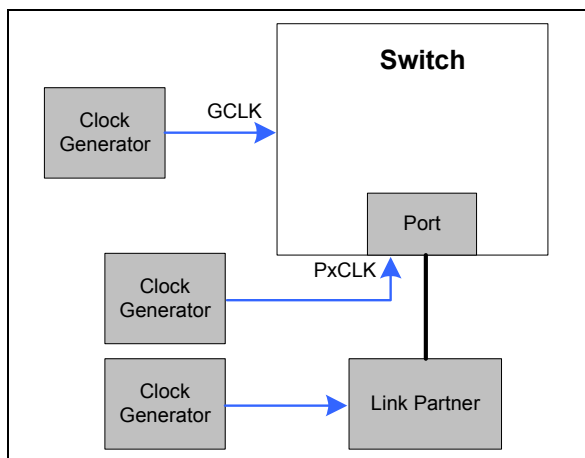 Switch
Clock
Generator
GCLK
Port
PxCLK
Clock
Generator
Clock
Generator
Link Partner